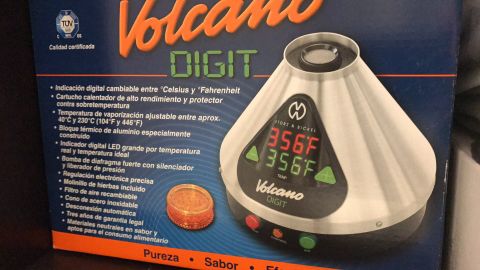 Volcano
DIGIT
TÜV
Calidad certificada
• Indicación digital cambiable entre °Celsius y °Fahrenheit
• Cartucho calentador de alto rendimiento y protector
contra sobretemperatura
• Temperatura de vaporización ajustable entre aprox.
40°C y 230°C (104°F y 446°F)
• Bloque térmico de aluminio especialmente
construido
• Indicador digital LED grande por temperatura
real y temperatura ideal
• Bomba de diafragma fuerte con silenciador
y liberador de presión
• Regulación electrónica precisa
• Molinillo de hierbas incluido
• Filtro de aire recambiable
• Cono de acero inoxidable
• Desconexión automática
• Tres años de garantía legal
• Materiales neutrales en sabor y
aptos para el consumo alimentario
STORZ & BICKEL
356°F
356°F
TEMP
Volcano
DIGIT
Pureza - Sabor -